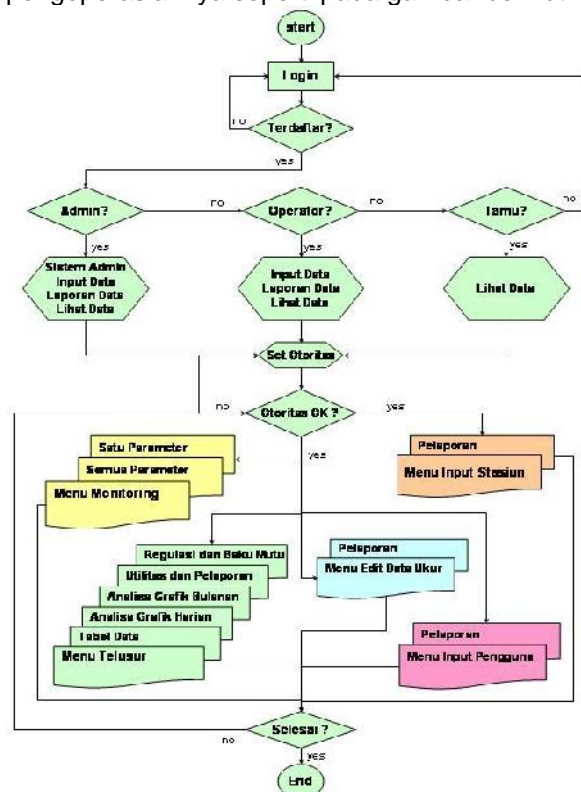 start
Login
no
Terdaftar?
yes
Admin?
no
Operator?
no
Tamu?
no
yes
yes
yes
Sistem Admin
Input Data
Laporan Data
Lihat Data
Input Data
Laporan Data
Lihat Data
Lihat Data
Set Otoritas
no
Otoritas OK ?
yes
yes
Satu Parameter
Semua Parameter
Menu Monitoring
Pelaporan
Menu Input Stasiun
Regulasi dan Baku Mutu
Utilitas dan Pelaporan
Analisa Grafik Bulanan
Analisa Grafik Harian
Tabel Data
Menu Telusur
Pelaporan
Menu Edit Data Ukur
Pelaporan
Menu Input Pengguna
Selesai ?
no
yes
End